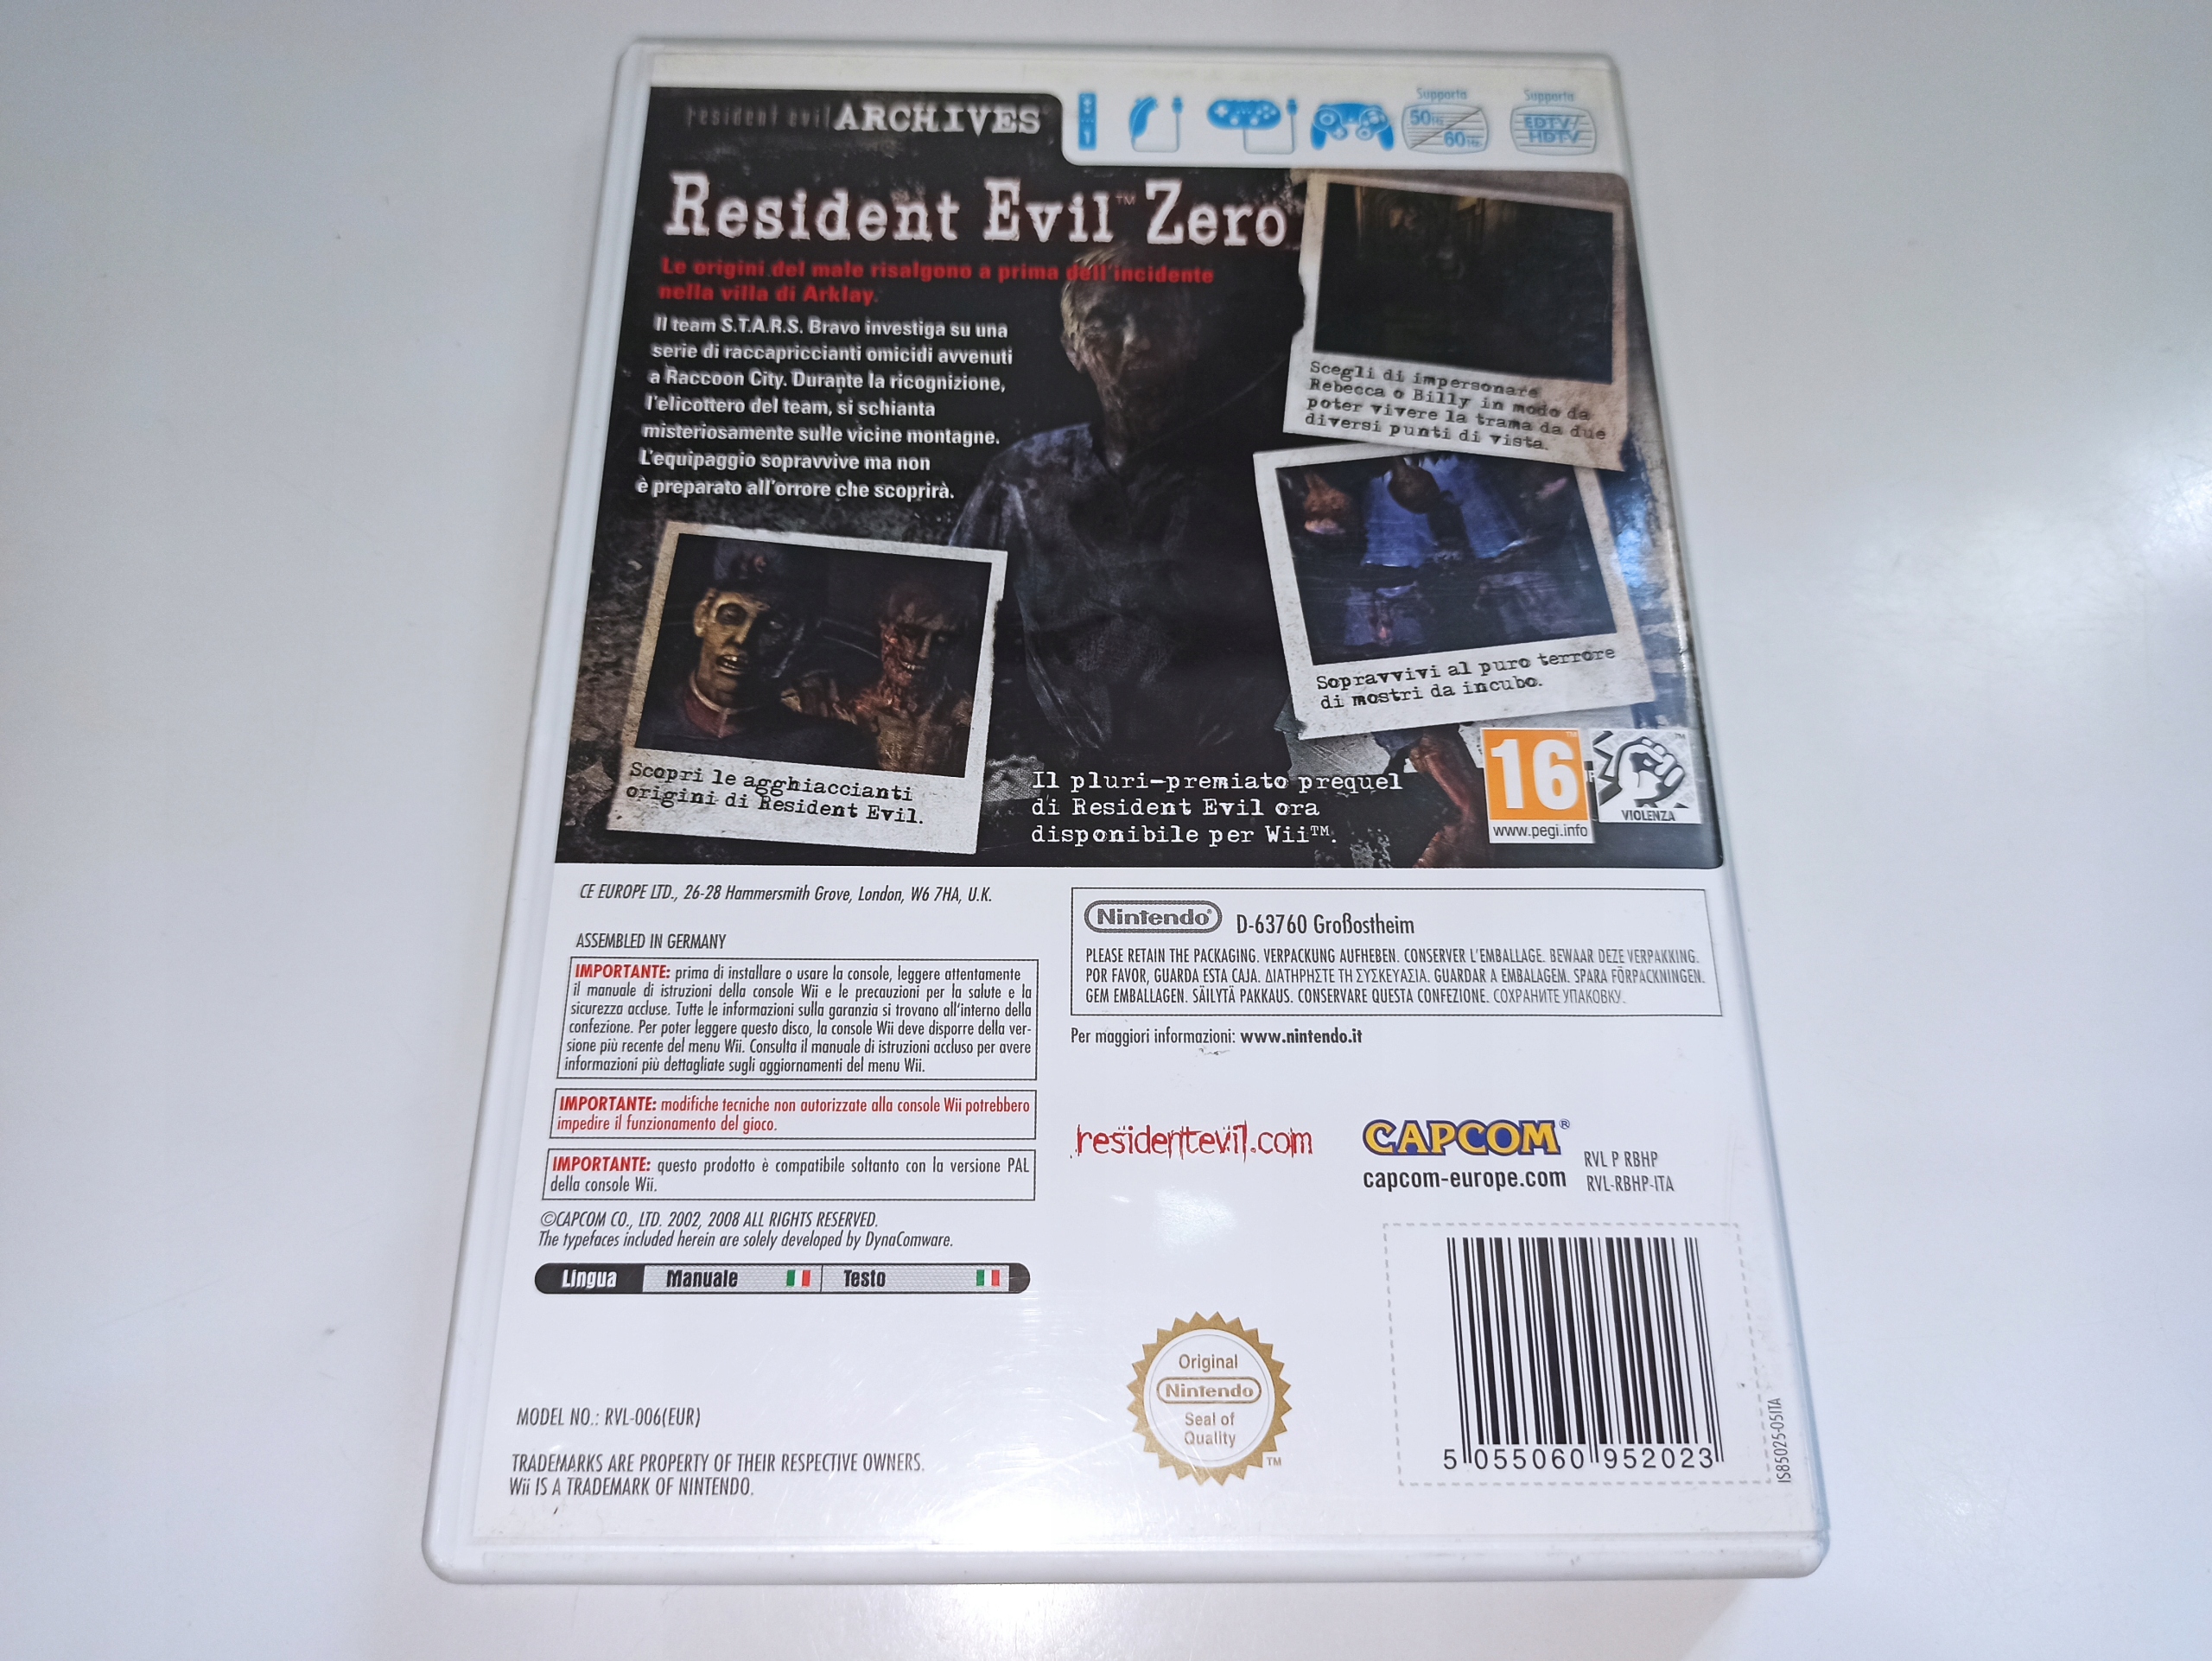 resident evil ARCHIVES
1
Supporta
50Hz
60Hz
Supporta
EDTV/
HDTV
Resident Evil™ Zero
Le origini del male risalgono a prima dell'incidente
nella villa di Arklay.
Il team S.T.A.R.S. Bravo investiga su una
serie di raccapriccianti omicidi avvenuti
a Raccoon City. Durante la ricognizione,
l'elicottero del team, si schianta
misteriosamente sulle vicine montagne.
L'equipaggio sopravvive ma non
è preparato all'orrore che scoprirà.
Scegli di impersonare
Rebecca o Billy in modo da
poter vivere la trama da due
diversi punti di vista.
Sopravvivi al puro terrore
di mostri da incubo.
Scopri le agghiaccianti
origini di Resident Evil.
Il pluri-premiato prequel
di Resident Evil ora
disponibile per Wii™.
16™
www.pegi.info
™
VIOLENZA
CE EUROPE LTD., 26-28 Hammersmith Grove, London, W6 7HA, U.K.
ASSEMBLED IN GERMANY
IMPORTANTE: prima di installare o usare la console, leggere attentamente
il manuale di istruzioni della console Wii e le precauzioni per la salute e la
sicurezza accluse. Tutte le informazioni sulla garanzia si trovano all'interno della
confezione. Per poter leggere questo disco, la console Wii deve disporre della ver-
sione più recente del menu Wii. Consulta il manuale di istruzioni accluso per avere
informazioni più dettagliate sugli aggiornamenti del menu Wii.
IMPORTANTE: modifiche tecniche non autorizzate alla console Wii potrebbero
impedire il funzionamento del gioco.
IMPORTANTE: questo prodotto è compatibile soltanto con la versione PAL
della console Wii.
©CAPCOM CO., LTD. 2002, 2008 ALL RIGHTS RESERVED.
The typefaces included herein are solely developed by DynaComware.
Lingua Manuale Testo
MODEL NO.: RVL-006(EUR)
TRADEMARKS ARE PROPERTY OF THEIR RESPECTIVE OWNERS.
Wii IS A TRADEMARK OF NINTENDO.
Nintendo® D-63760 Großostheim
PLEASE RETAIN THE PACKAGING. VERPACKUNG AUFHEBEN. CONSERVER L'EMBALLAGE. BEWAAR DEZE VERPAKKING.
POR FAVOR, GUARDA ESTA CAJA. ΔΙΑΤΗΡΗΣΤΕ ΤΗ ΣΥΣΚΕΥΑΣΙΑ. GUARDAR A EMBALAGEM. SPARA FÖRPACKNINGEN.
GEM EMBALLAGEN. SÄILYTÄ PAKKAUS. CONSERVARE QUESTA CONFEZIONE. СОХРАНИТЕ УПАКОВКУ.
Per maggiori informazioni: www.nintendo.it
residentevil.com
CAPCOM®
capcom-europe.com
RVL P RBHP
RVL-RBHP-ITA
Original
Nintendo
Seal of
Quality
™
5 055060 952023
IS85025-05ITA